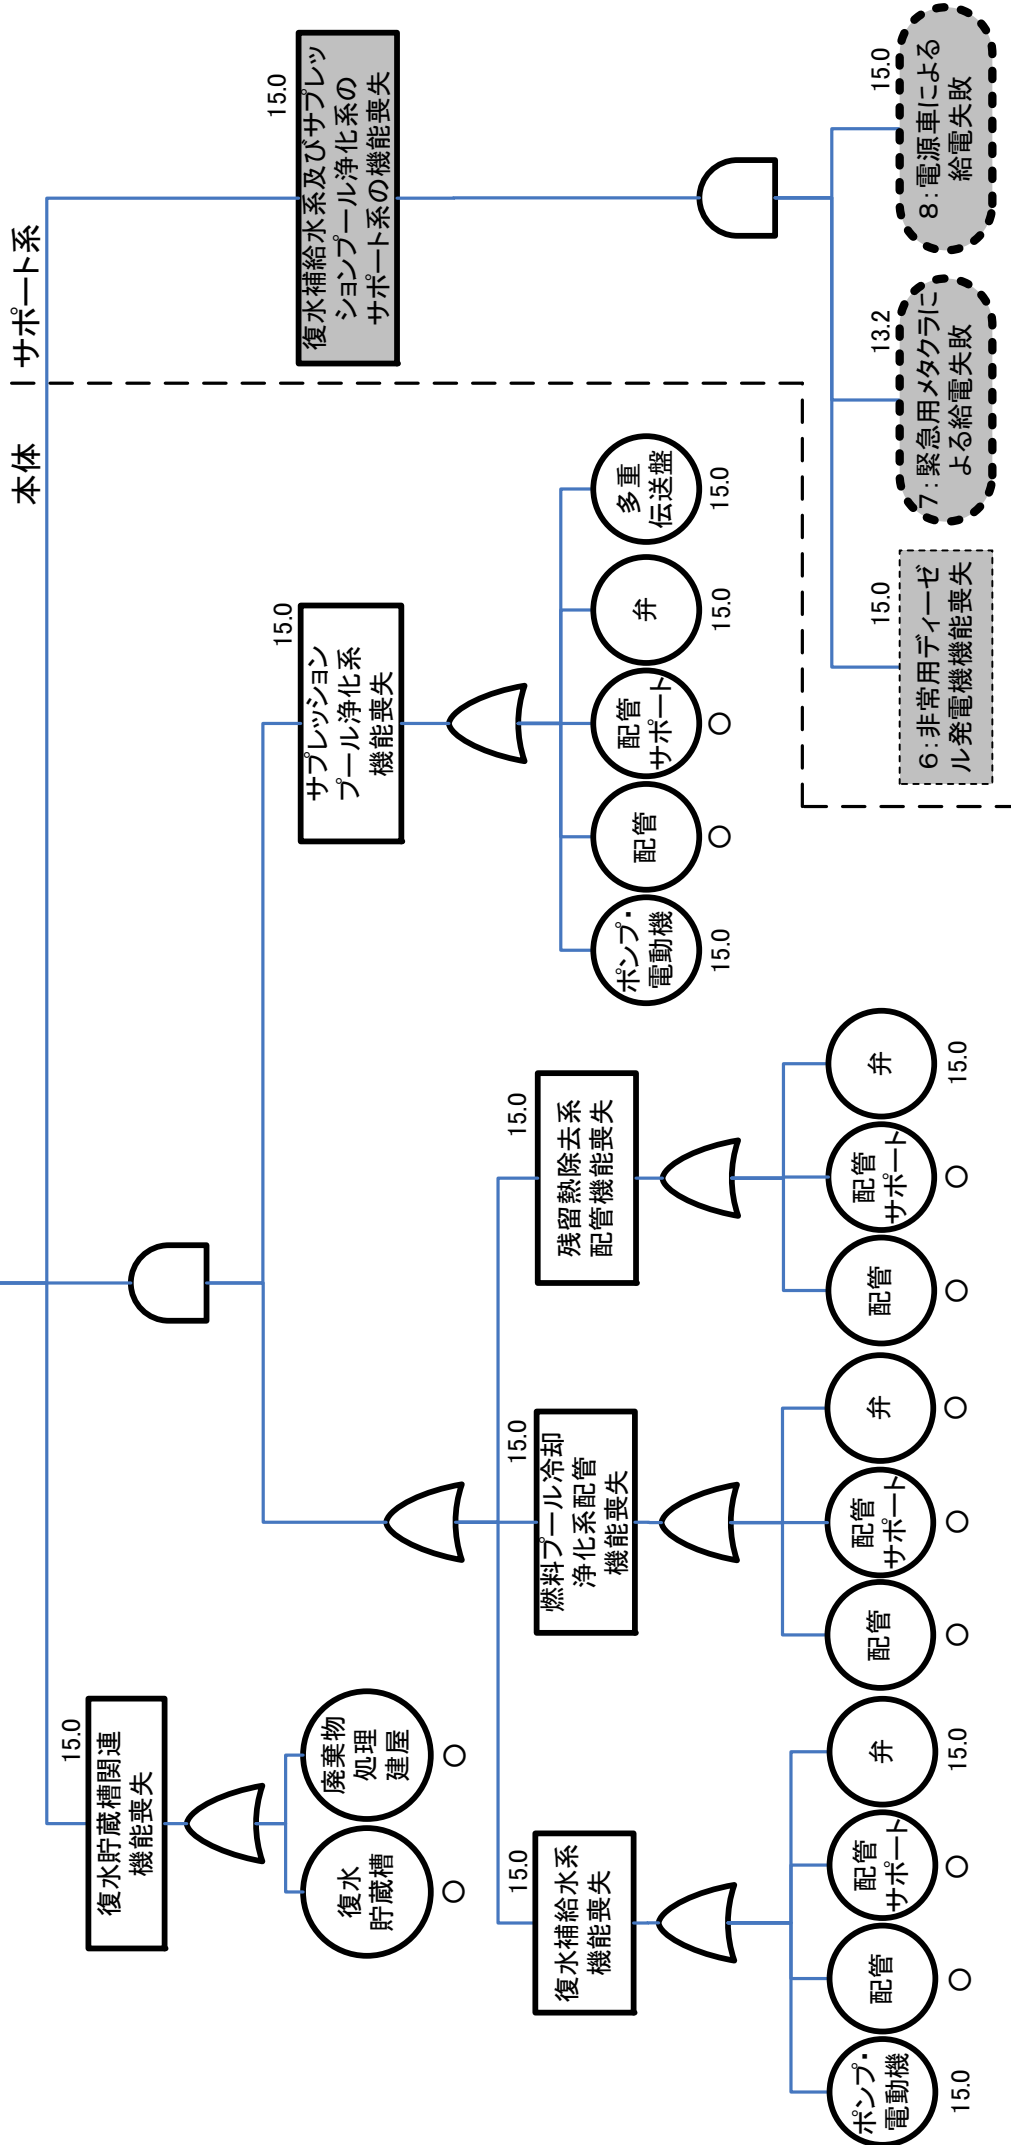 本体
サポート系
15.0
復水貯蔵槽関連
機能喪失
復水
貯蔵槽
○
廃棄物
処理
建屋
○
15.0
復水補給水系
機能喪失
ポンプ・
電動機
15.0
配管
○
配管
サポート
○
弁
15.0
15.0
燃料プール冷却
浄化系配管
機能喪失
配管
○
配管
サポート
○
弁
○
15.0
残留熱除去系
配管機能喪失
配管
○
配管
サポート
○
弁
15.0
15.0
サプレッション
プール浄化系
機能喪失
ポンプ・
電動機
15.0
配管
○
配管
サポート
○
弁
15.0
多重
伝送盤
15.0
15.0
復水補給水系及びサプレッ
ションプール浄化系の
サポート系の機能喪失
15.0
6:非常用ディーゼ
ル発電機機能喪失
13.2
7:緊急用メタクラに
よる給電失敗
15.0
8:電源車による
給電失敗